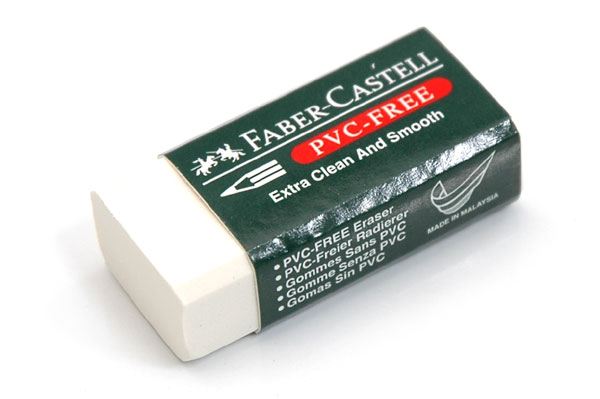 FABER-CASTELL
PVC-FREE
Extra Clean And Smooth
• PVC-FREE Eraser
• PVC-Freier Radierer
• Gommes Sans PVC
• Gomme Senza PVC
• Gomas Sin PVC
MADE IN MALAYSIA